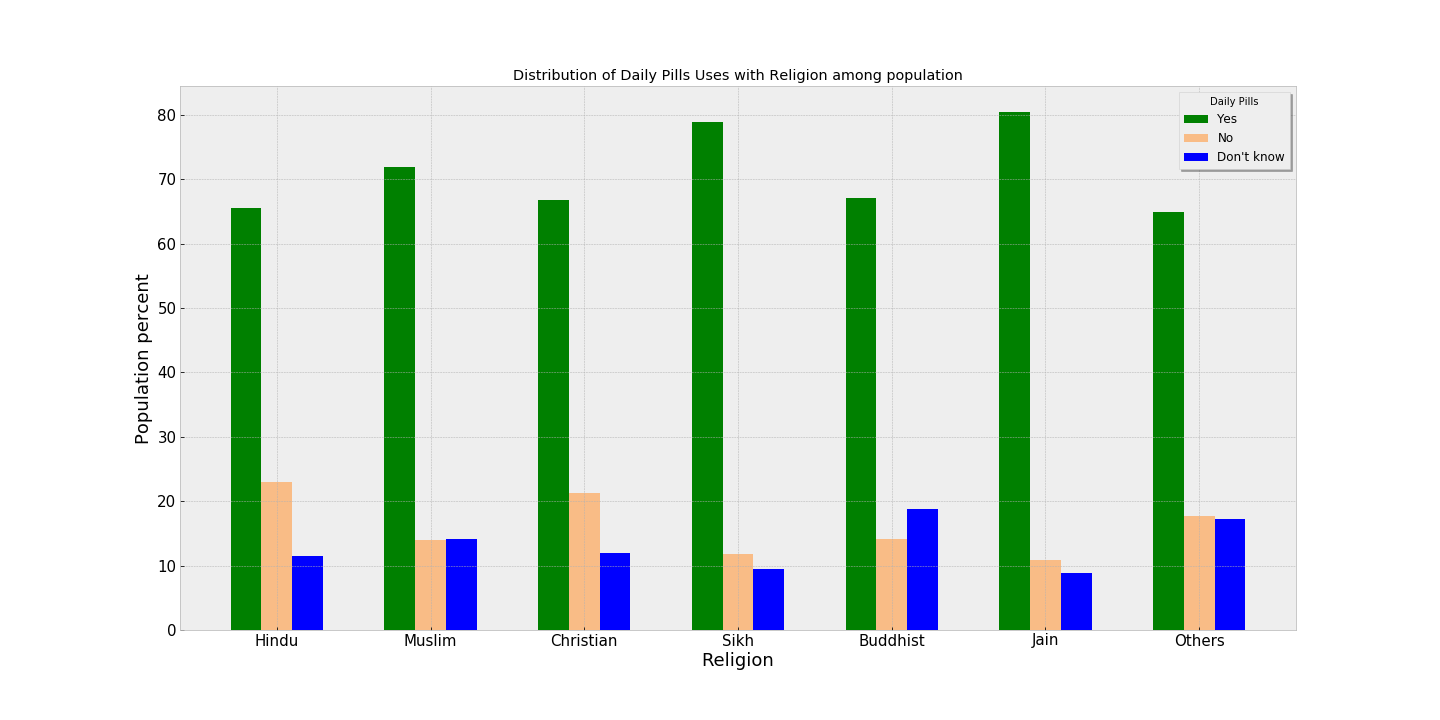 Distribution of Daily Pills Uses with Religion among population
Daily Pills
Yes
No
Don't know
80
70
60
50
40
30
20
10
0
Population percent
Hindu Muslim Christian Sikh Buddhist Jain Others
Religion